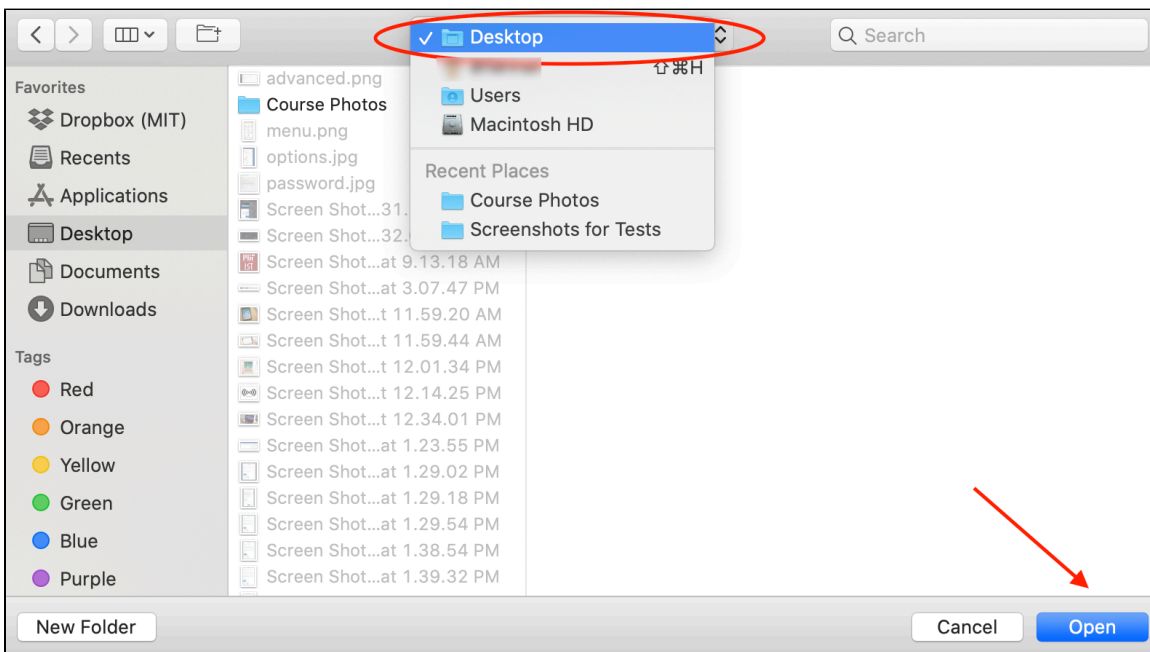 Desktop
Search
⇧⌘H
Users
Macintosh HD
Recent Places
Course Photos
Screenshots for Tests
Favorites
Dropbox (MIT)
Recents
Applications
Desktop
Documents
Downloads
Tags
Red
Orange
Yellow
Green
Blue
Purple
advanced.png
Course Photos
menu.png
options.jpg
password.jpg
Screen Shot...31.
Screen Shot...32.
Screen Shot...at 9.13.18 AM
Screen Shot...at 3.07.47 PM
Screen Shot...t 11.59.20 AM
Screen Shot...t 11.59.44 AM
Screen Shot...t 12.01.34 PM
Screen Shot...t 12.14.25 PM
Screen Shot...t 12.34.01 PM
Screen Shot...at 1.23.55 PM
Screen Shot...at 1.29.02 PM
Screen Shot...at 1.29.18 PM
Screen Shot...at 1.29.54 PM
Screen Shot...at 1.38.54 PM
Screen Shot...at 1.39.32 PM
New Folder
Cancel
Open